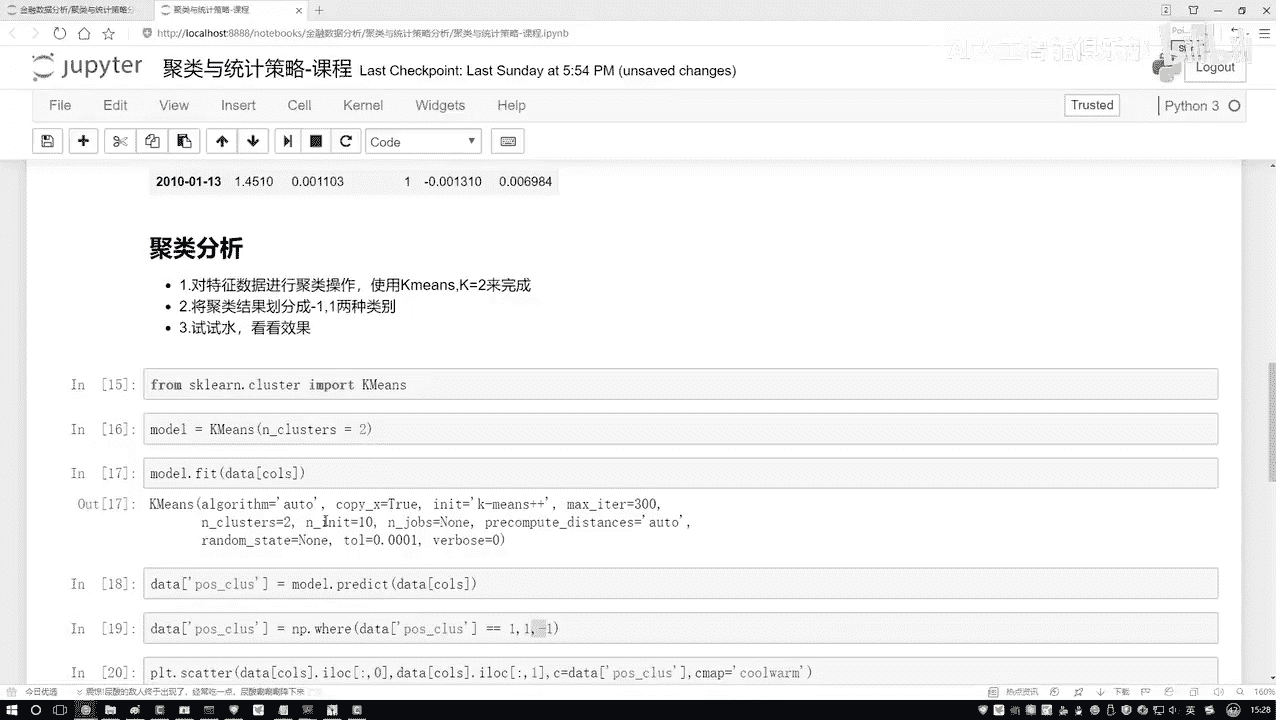 金融数据分析/聚类与统计策略分
聚类与统计策略-课程
http://localhost:8888/notebooks/金融数据分析/聚类与统计策略分析/聚类与统计策略-课程.ipynb
jupyter 聚类与统计策略-课程 Last Checkpoint: Last Sunday at 5:54 PM (unsaved changes)
Logout
File Edit View Insert Cell Kernel Widgets Help
Trusted Python 3
Code
2010-01-13 1.4510 0.001103 1 -0.001310 0.006984
聚类分析
1.对特征数据进行聚类操作，使用Kmeans,K=2来完成
2.将聚类结果划分成-1,1两种类别
3.试试水，看看效果
In [15]: from sklearn.cluster import KMeans
In [16]: model = KMeans(n_clusters = 2)
In [17]: model.fit(data[cols])
Out[17]: KMeans(algorithm='auto', copy_x=True, init='k-means++', max_iter=300,
n_clusters=2, n_init=10, n_jobs=None, precompute_distances='auto',
random_state=None, tol=0.0001, verbose=0)
In [18]: data['pos_clus'] = model.predict(data[cols])
In [19]: data['pos_clus'] = np.where(data['pos_clus'] == 1,1,-1)
In [20]: plt.scatter(data[cols].iloc[:,0],data[cols].iloc[:,1],c=data['pos_clus'],cmap='coolwarm')
今日优选
热点资讯 下载 160%
英 15:28